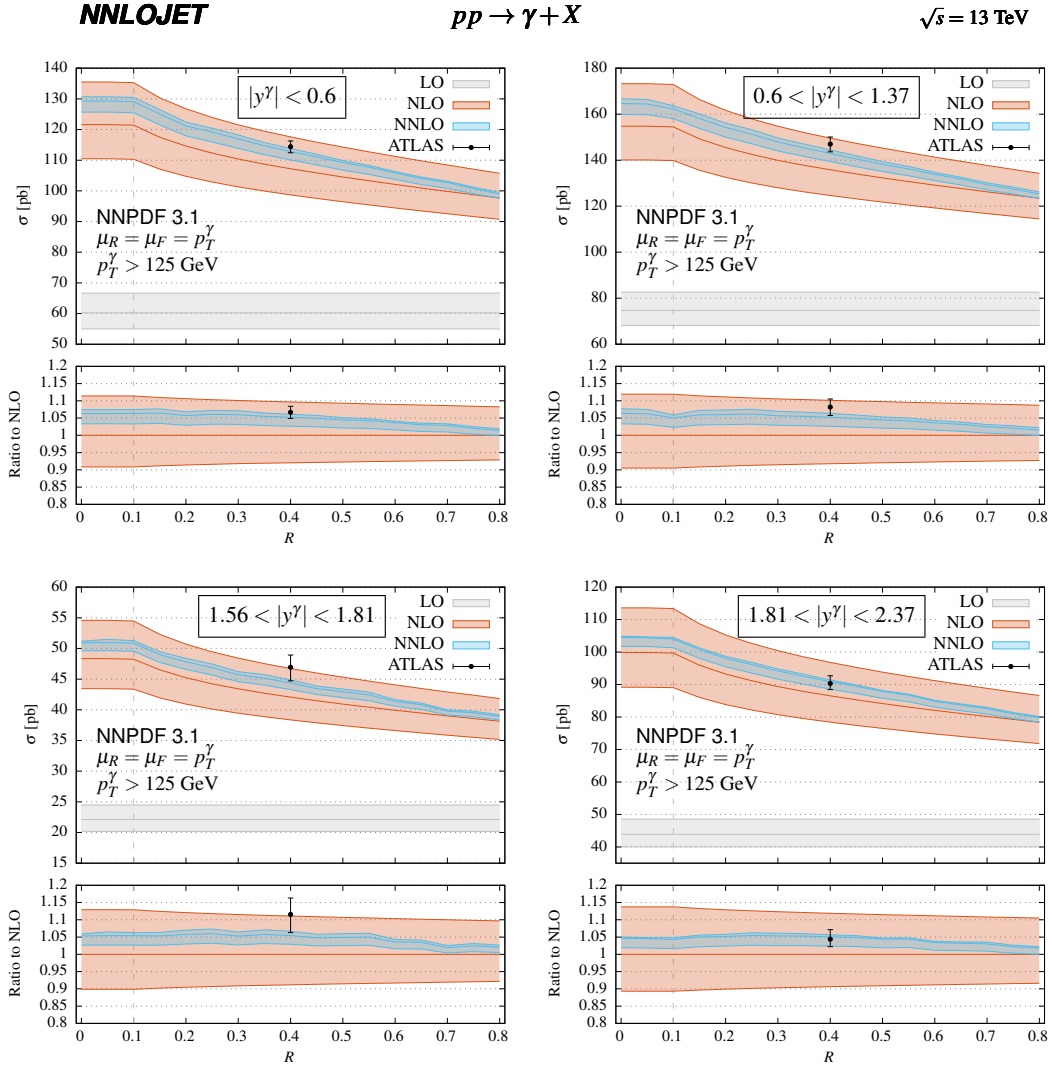 NNLOJET pp → γ + X √s = 13 TeV
|y^γ| < 0.6
LO
NLO
NNLO
ATLAS
NNPDF 3.1
μ_R = μ_F = p_T^γ
p_T^γ > 125 GeV
σ [pb]
140
130
120
110
100
90
80
70
60
50
Ratio to NLO
1.2
1.15
1.1
1.05
1
0.95
0.9
0.85
0.8
0 0.1 0.2 0.3 0.4 0.5 0.6 0.7 0.8
R
0.6 < |y^γ| < 1.37
LO
NLO
NNLO
ATLAS
NNPDF 3.1
μ_R = μ_F = p_T^γ
p_T^γ > 125 GeV
σ [pb]
180
160
140
120
100
80
60
Ratio to NLO
1.2
1.15
1.1
1.05
1
0.95
0.9
0.85
0.8
0 0.1 0.2 0.3 0.4 0.5 0.6 0.7 0.8
R
1.56 < |y^γ| < 1.81
LO
NLO
NNLO
ATLAS
NNPDF 3.1
μ_R = μ_F = p_T^γ
p_T^γ > 125 GeV
σ [pb]
60
55
50
45
40
35
30
25
20
15
Ratio to NLO
1.2
1.15
1.1
1.05
1
0.95
0.9
0.85
0.8
0 0.1 0.2 0.3 0.4 0.5 0.6 0.7 0.8
R
1.81 < |y^γ| < 2.37
LO
NLO
NNLO
ATLAS
NNPDF 3.1
μ_R = μ_F = p_T^γ
p_T^γ > 125 GeV
σ [pb]
120
110
100
90
80
70
60
50
40
Ratio to NLO
1.2
1.15
1.1
1.05
1
0.95
0.9
0.85
0.8
0 0.1 0.2 0.3 0.4 0.5 0.6 0.7 0.8
R